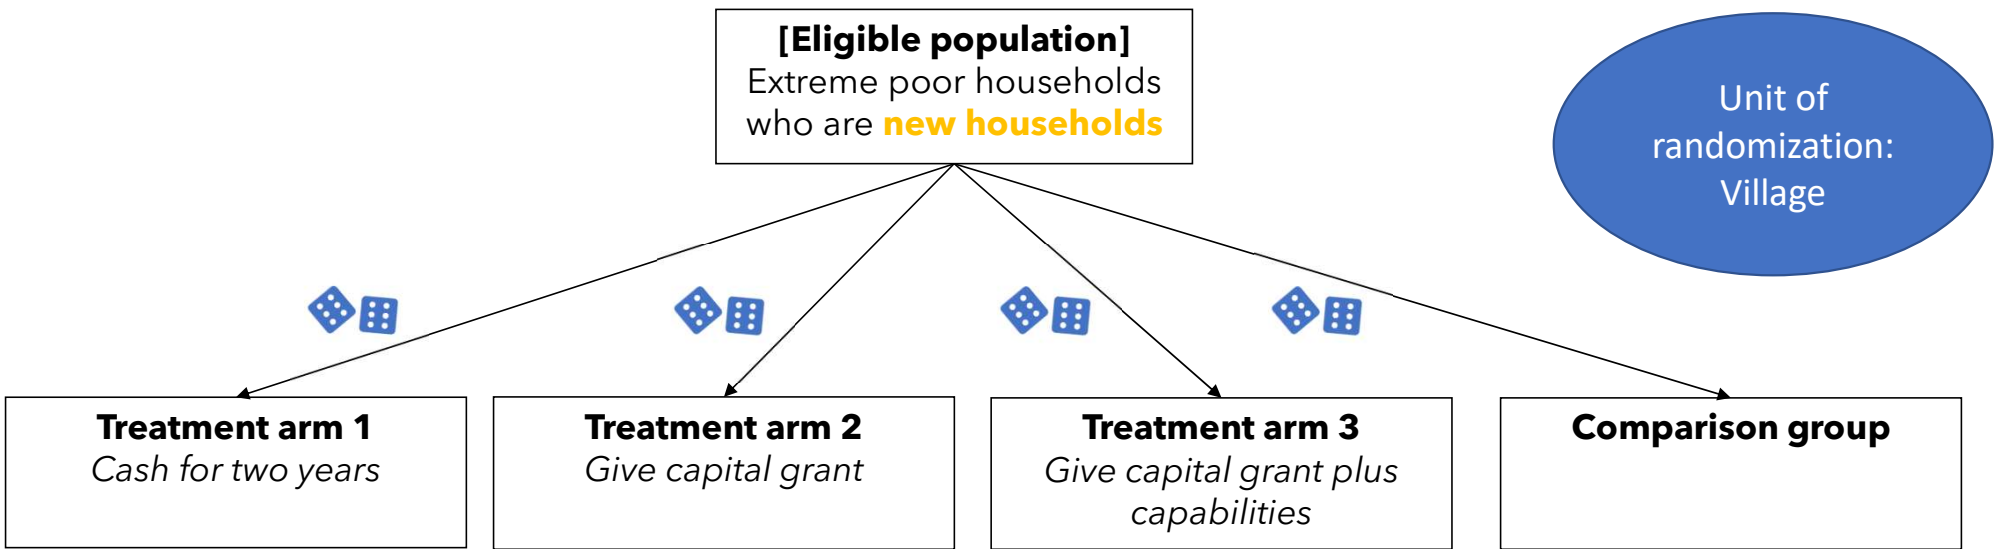 [Eligible population]
Extreme poor households
who are new households
Unit of
randomization:
Village
Treatment arm 1
Cash for two years
Treatment arm 2
Give capital grant
Treatment arm 3
Give capital grant plus
capabilities
Comparison group